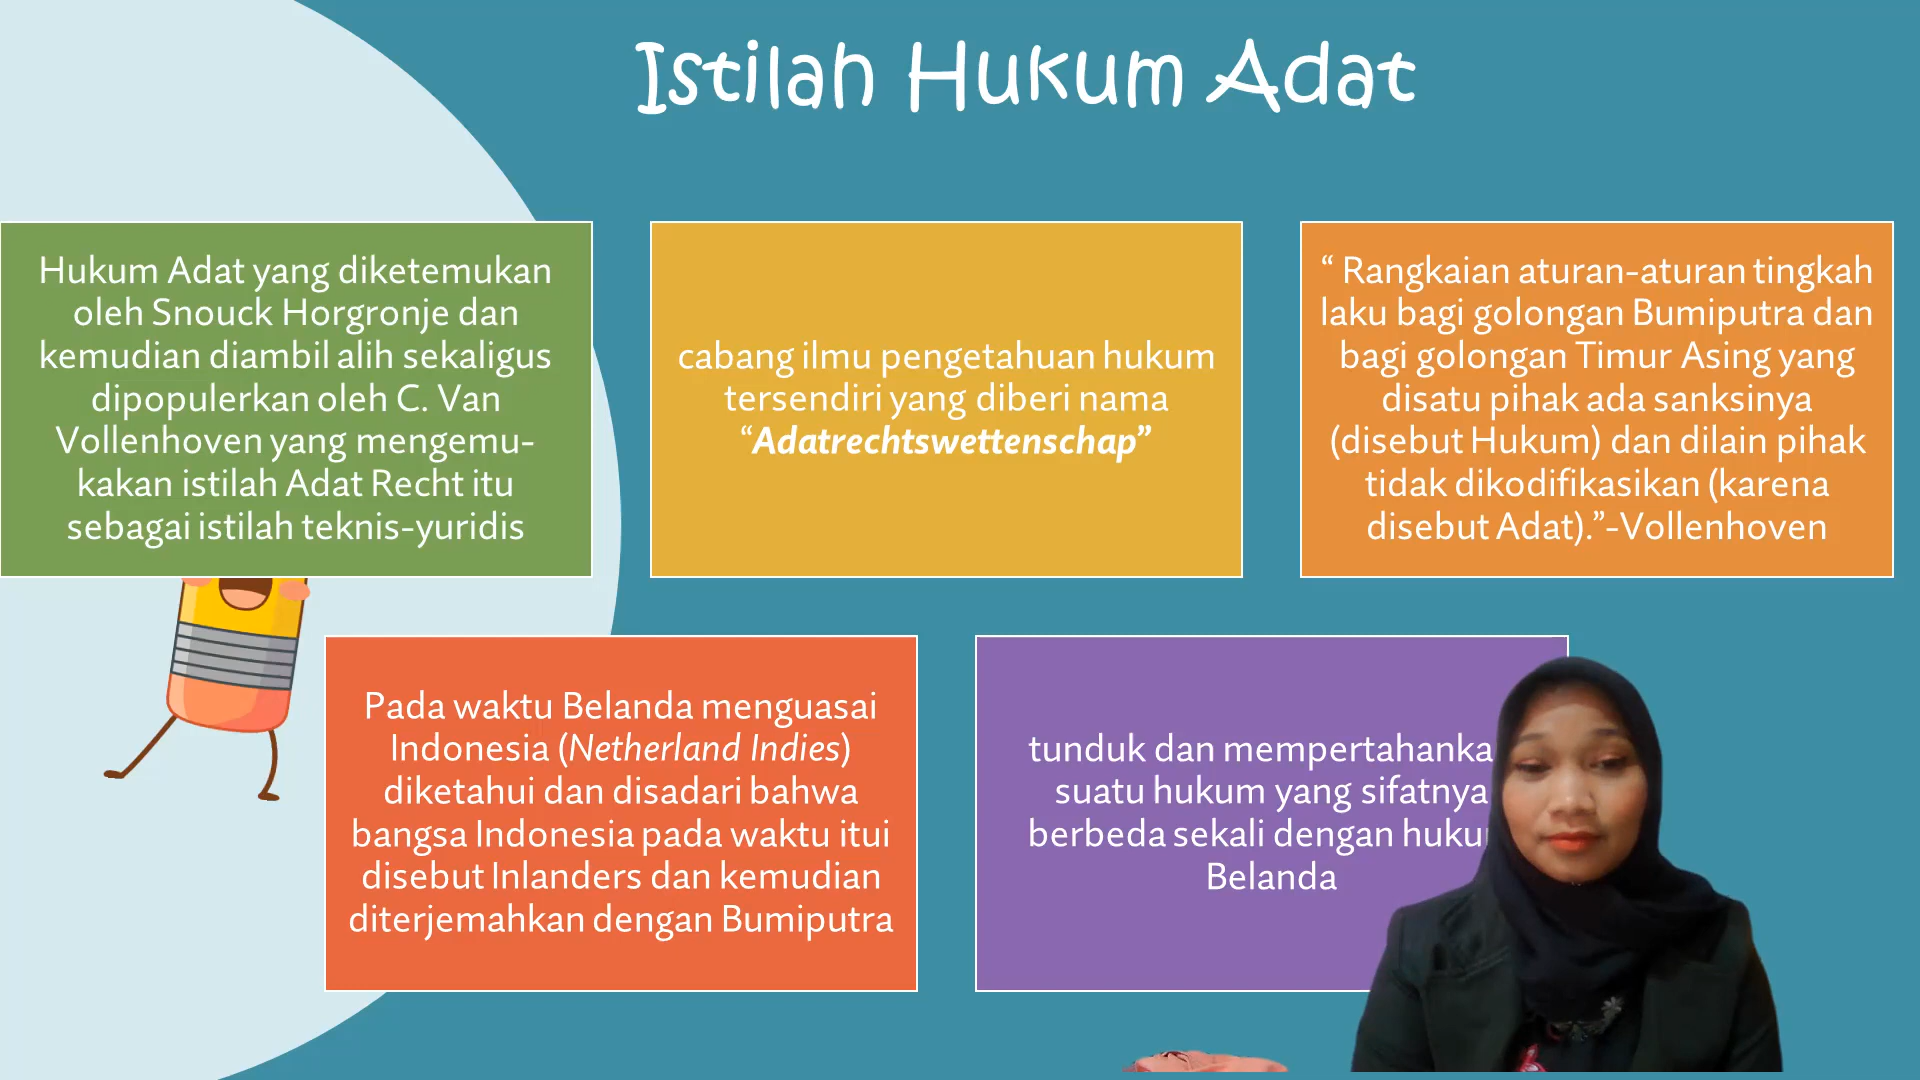 Istilah Hukum Adat
Hukum Adat yang diketemukan
oleh Snouck Horgronje dan
kemudian diambil alih sekaligus
dipopulerkan oleh C. Van
Vollenhoven yang mengemu-
kakan istilah Adat Recht itu
sebagai istilah teknis-yuridis
cabang ilmu pengetahuan hukum
tersendiri yang diberi nama
“Adatrechtswettenschap”
“ Rangkaian aturan-aturan tingkah
laku bagi golongan Bumiputra dan
bagi golongan Timur Asing yang
disatu pihak ada sanksinya
(disebut Hukum) dan dilain pihak
tidak dikodifikasikan (karena
disebut Adat).”-Vollenhoven
Pada waktu Belanda menguasai
Indonesia (Netherland Indies)
diketahui dan disadari bahwa
bangsa Indonesia pada waktu itui
disebut Inlanders dan kemudian
diterjemahkan dengan Bumiputra
tunduk dan
suatu hukum yang sifatnya
berbeda sekali dengan
Belanda